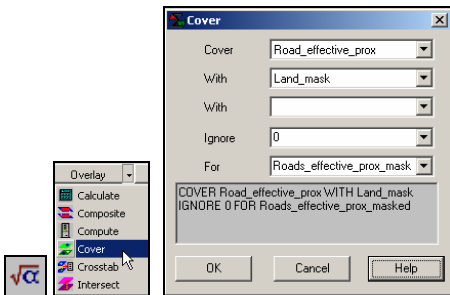 Cover
Cover Road_effective_prox
With Land_mask
With
Ignore 0
For Roads_effective_prox_mask
COVER Road_effective_prox WITH Land_mask
IGNORE 0 FOR Roads_effective_prox_masked
OK Cancel Help
Overlay
Calculate
Composite
Compute
Cover
Crosstab
Intersect
√α